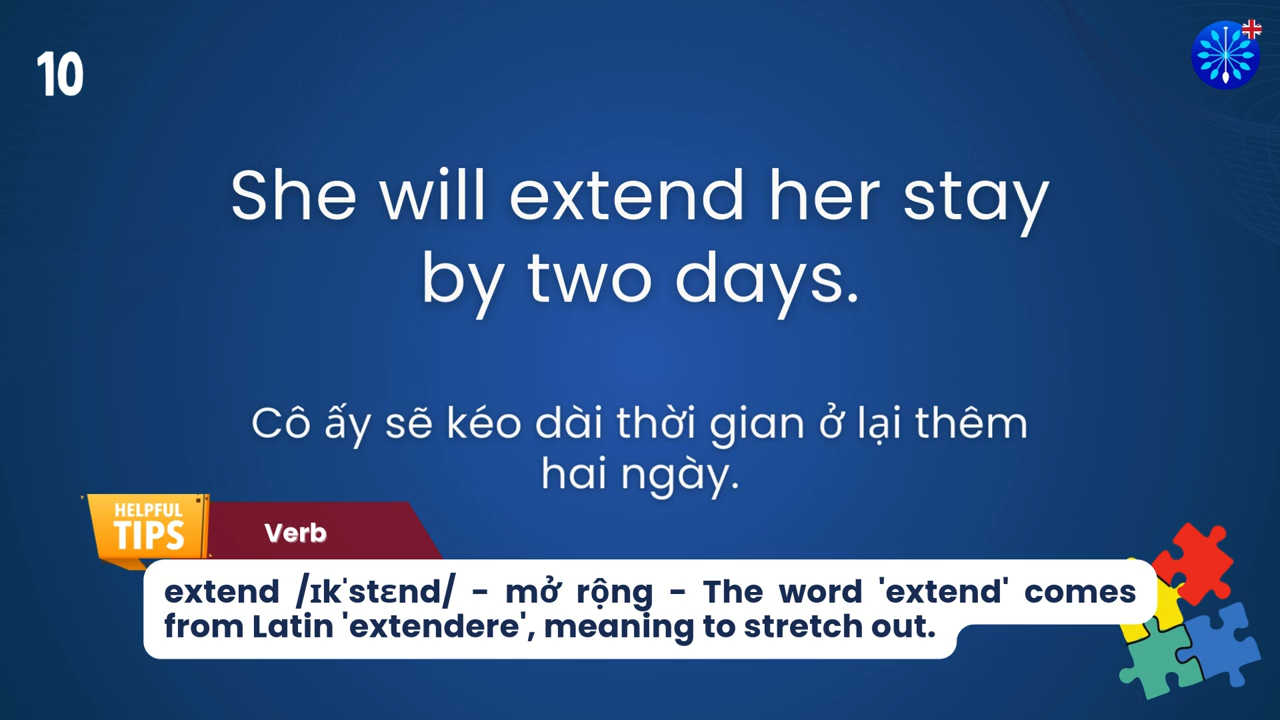 10
She will extend her stay
by two days.
Cô ấy sẽ kéo dài thời gian ở lại thêm
hai ngày.
HELPFUL
TIPS
Verb
extend /ɪkˈstɛnd/ - mở rộng - The word 'extend' comes
from Latin 'extendere', meaning to stretch out.